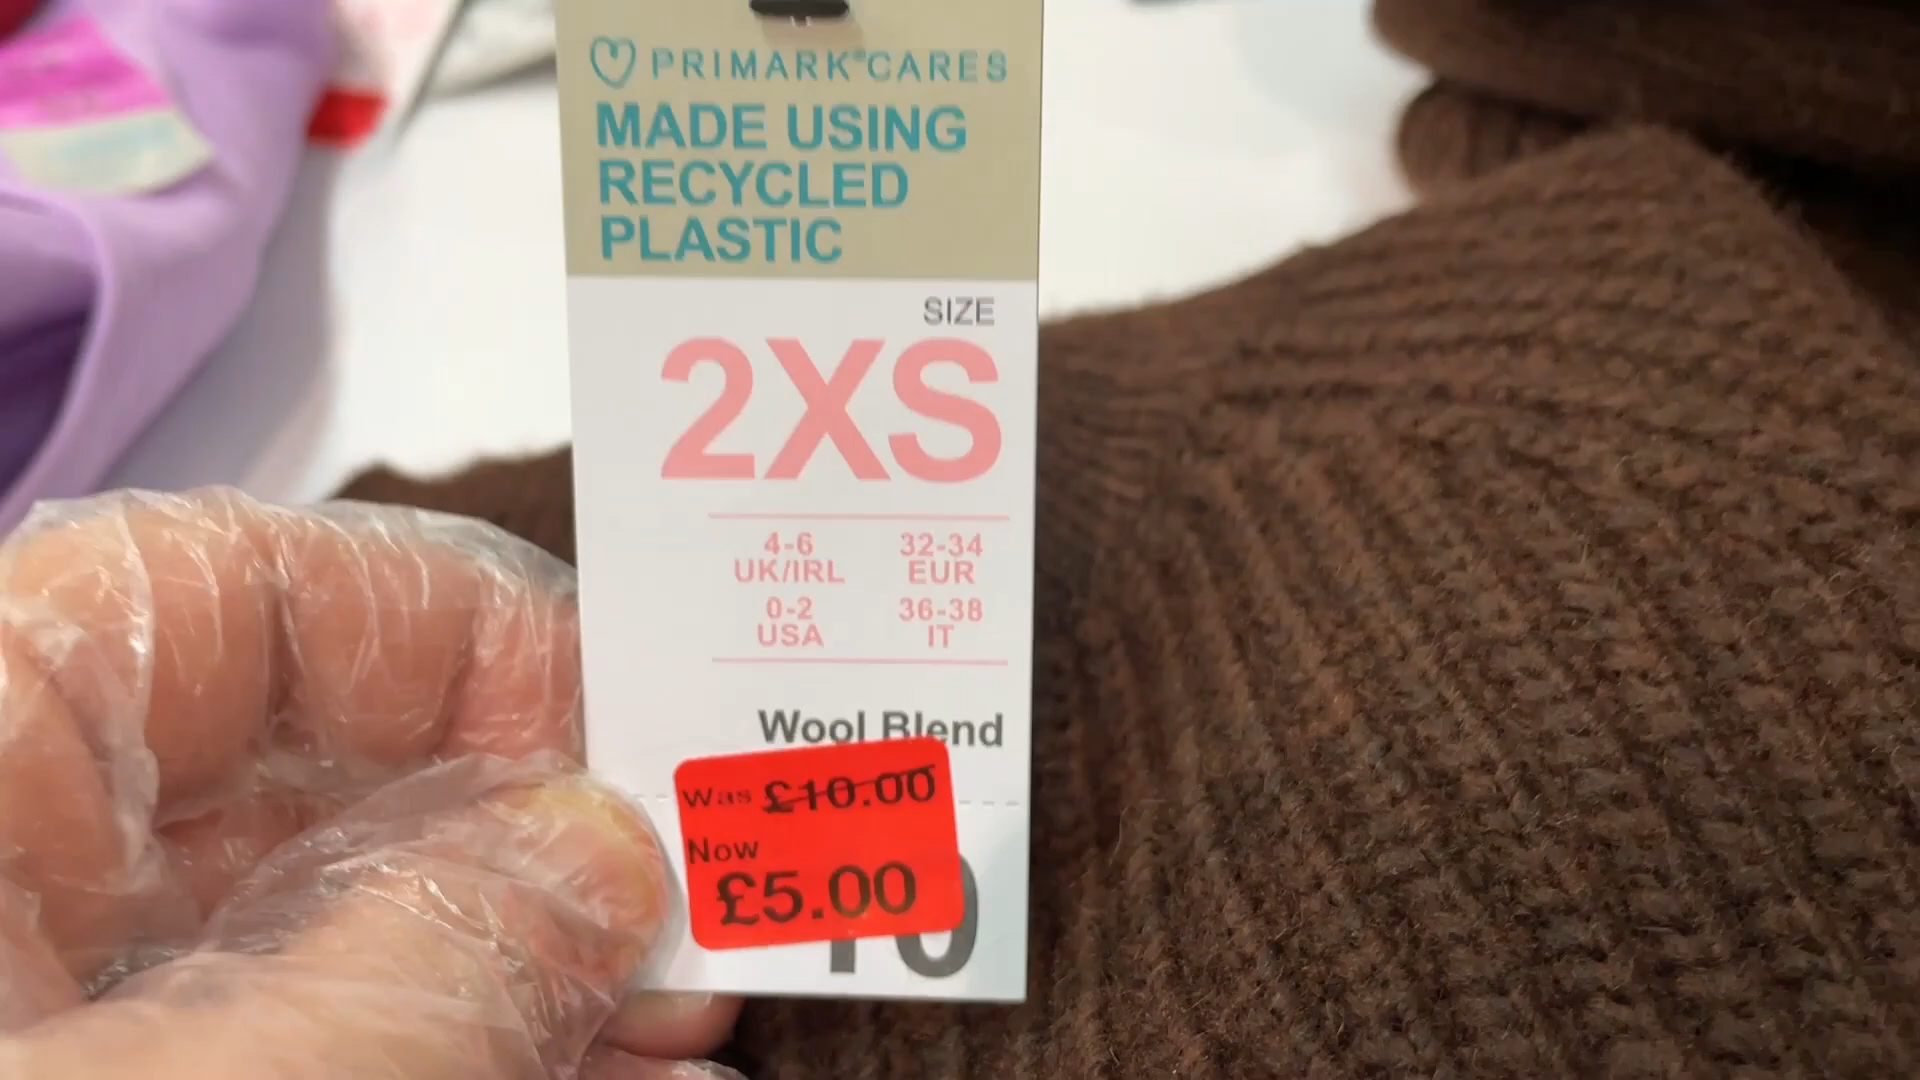 PRIMARK®CARES
MADE USING
RECYCLED
PLASTIC
SIZE
2XS
4-6 32-34
UK/IRL EUR
0-2 36-38
USA IT
Wool Blend
Was £10.00
Now
£5.00
10